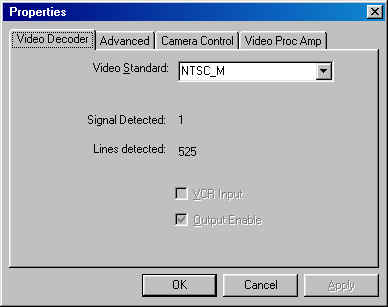 Properties
Video Decoder Advanced Camera Control Video Proc Amp
Video Standard: NTSC_M
Signal Detected: 1
Lines detected: 525
VCR Input
Output Enable
OK Cancel Apply